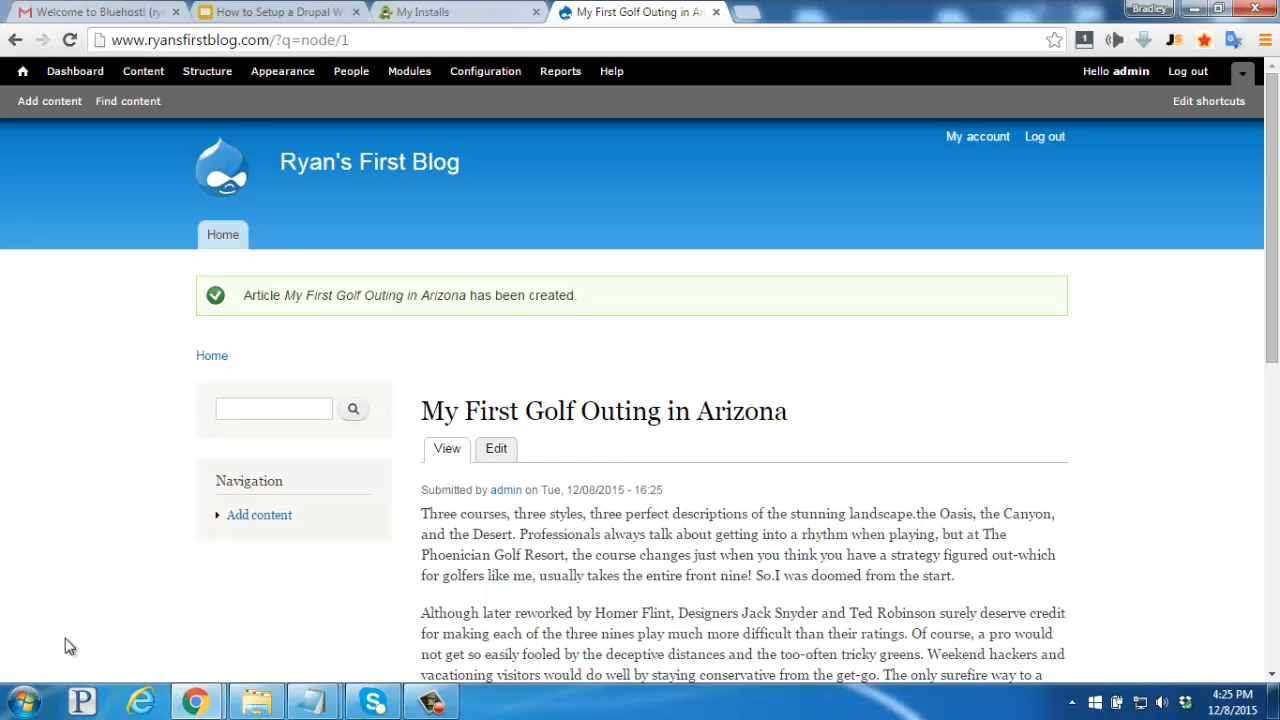 Welcome to Bluehost! (ry
How to Setup a Drupal W
My Installs
My First Golf Outing in Ar
Bradley
www.ryansfirstblog.com/?q=node/1
1
JS
Dashboard Content Structure Appearance People Modules Configuration Reports Help
Hello admin Log out
Add content Find content
Edit shortcuts
My account Log out
Ryan's First Blog
Home
Article My First Golf Outing in Arizona has been created.
Home
My First Golf Outing in Arizona
View Edit
Navigation
Add content
Submitted by admin on Tue, 12/08/2015 - 16:25
Three courses, three styles, three perfect descriptions of the stunning landscape.the Oasis, the Canyon,
and the Desert. Professionals always talk about getting into a rhythm when playing, but at The
Phoenician Golf Resort, the course changes just when you think you have a strategy figured out-which
for golfers like me, usually takes the entire front nine! So.I was doomed from the start.
Although later reworked by Homer Flint, Designers Jack Snyder and Ted Robinson surely deserve credit
for making each of the three nines play much more difficult than their ratings. Of course, a pro would
not get so easily fooled by the deceptive distances and the too-often tricky greens. Weekend hackers and
vacationing visitors would do well by staying conservative from the get-go. The only surefire way to a
P
4:25 PM
12/8/2015